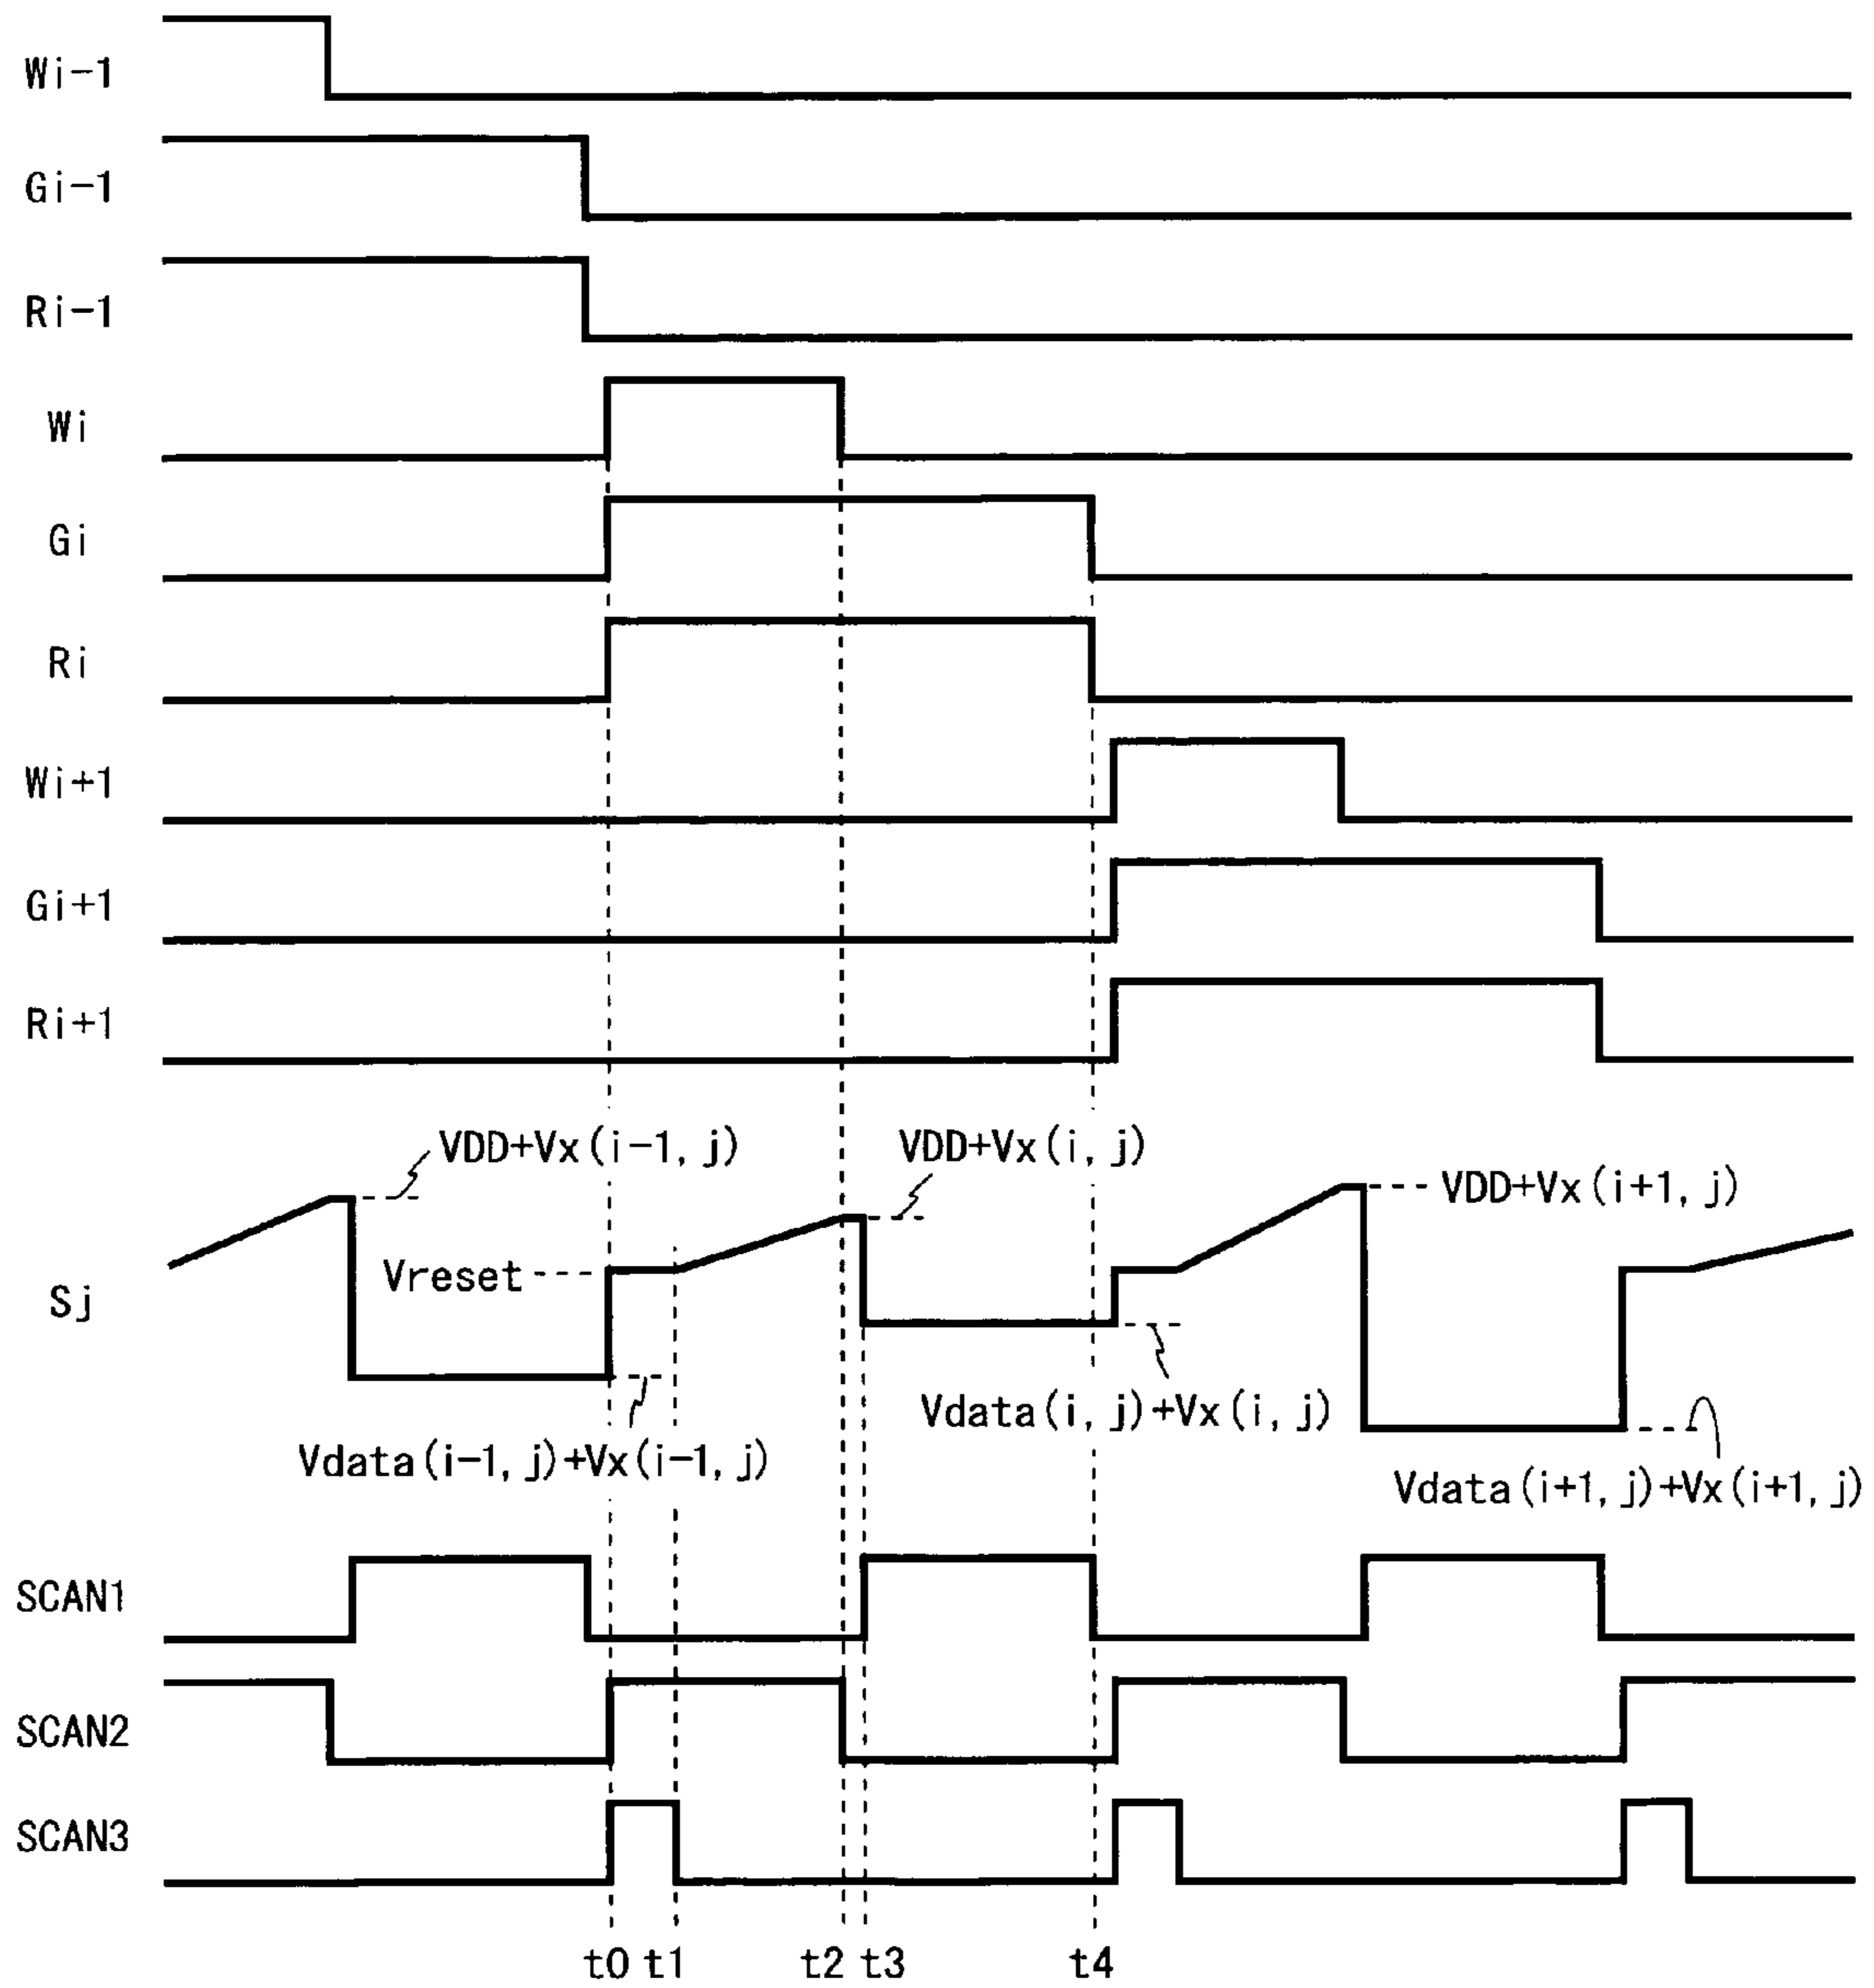 Wi-1
Gi-1
Ri-1
Wi
Gi
Ri
Wi+1
Gi+1
Ri+1
VDD+Vx(i-1, j)
VDD+Vx(i, j)
VDD+Vx(i+1, j)
Vreset
Sj
Vdata(i, j)+Vx(i, j)
Vdata(i-1, j)+Vx(i-1, j)
Vdata(i+1, j)+Vx(i+1, j)
SCAN1
SCAN2
SCAN3
t0 t1 t2 t3 t4